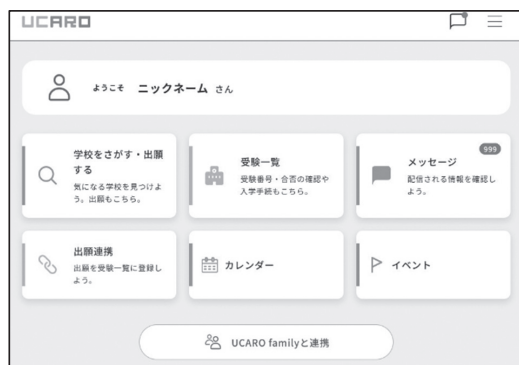 UCARO
ようこそ ニックネーム さん
学校をさがす・出願
する
気になる学校を見つけよ
う。出願もこちら。
受験一覧
受験番号・合否の確認や
入学手続もこちら。
999
メッセージ
配信される情報を確認し
よう。
出願連携
出願を受験一覧に登録し
よう。
カレンダー
イベント
UCARO familyと連携